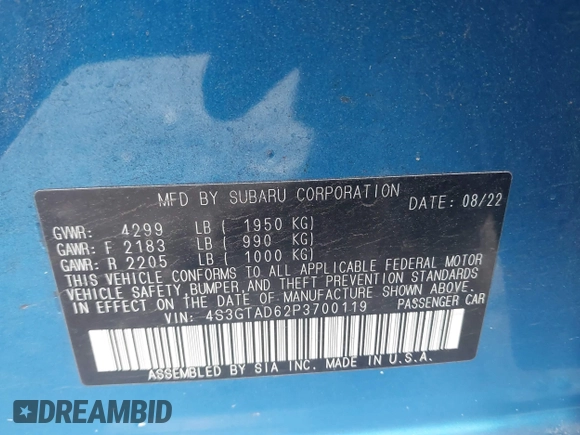 MFD BY SUBARU CORPORATION DATE: 08/22
GVWR: 4299 LB ( 1950 KG)
GAWR: F 2183 LB ( 990 KG)
GAWR: R 2205 LB ( 1000 KG)
THIS VEHICLE CONFORMS TO ALL APPLICABLE FEDERAL MOTOR
VEHICLE SAFETY, BUMPER, AND THEFT PREVENTION STANDARDS
IN EFFECT ON THE DATE OF MANUFACTURE SHOWN ABOVE.
VIN: 4S3GTAD62P3700119 PASSENGER CAR
ASSEMBLED BY SIA INC. MADE IN U.S.A.
DREAMBID